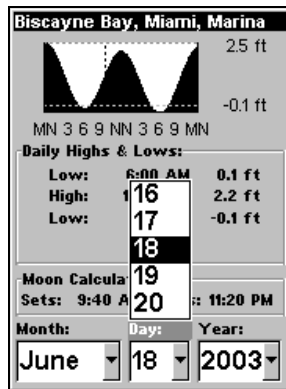 Biscayne Bay, Miami, Marina
2.5 ft
-0.1 ft
MN 3 6 9 NN 3 6 9 MN
Daily Highs & Lows:
Low: 6:00 AM 0.1 ft
High: 1 2.2 ft
Low: -0.1 ft
16
17
18
19
20
Moon Calcula
Sets: 9:40 A : 11:20 PM
Month: Day: Year:
June 18 2003